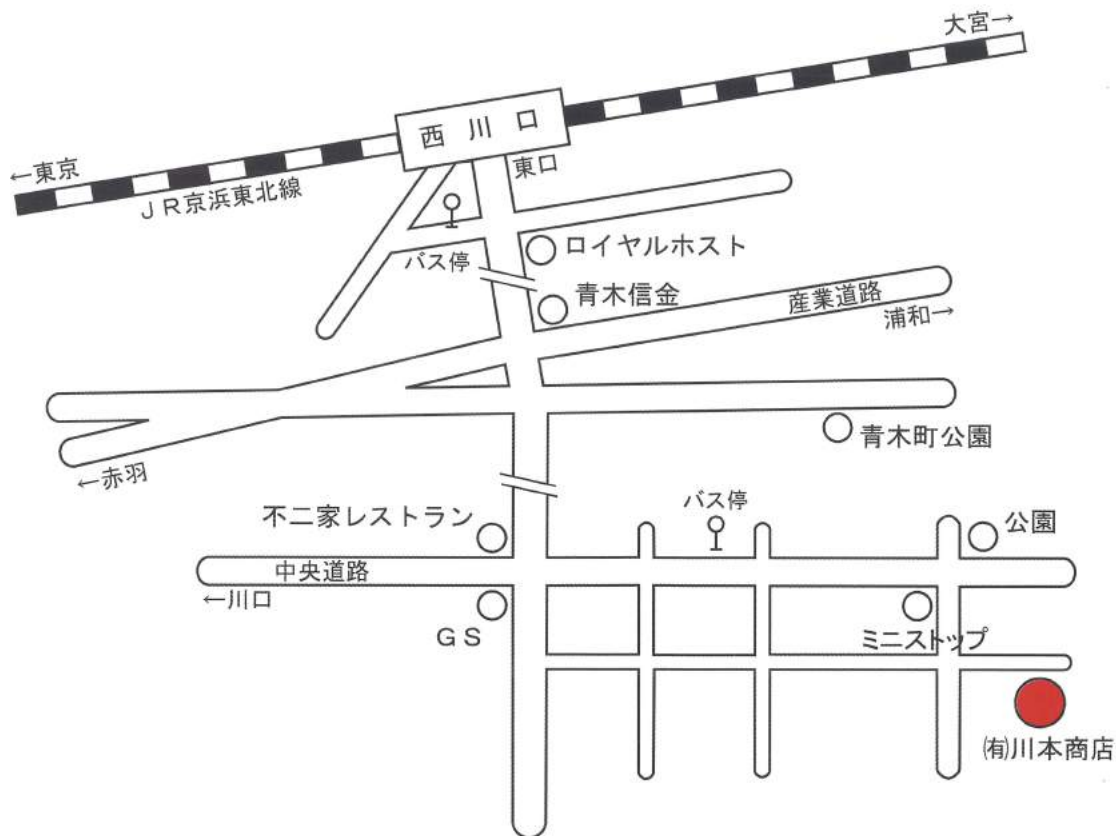 大宮→
西川口
東口
←東京
JR京浜東北線
バス停
ロイヤルホスト
青木信金
産業道路
浦和→
青木町公園
←赤羽
不二家レストラン
バス停
公園
中央道路
←川口
GS
ミニストップ
㈲川本商店